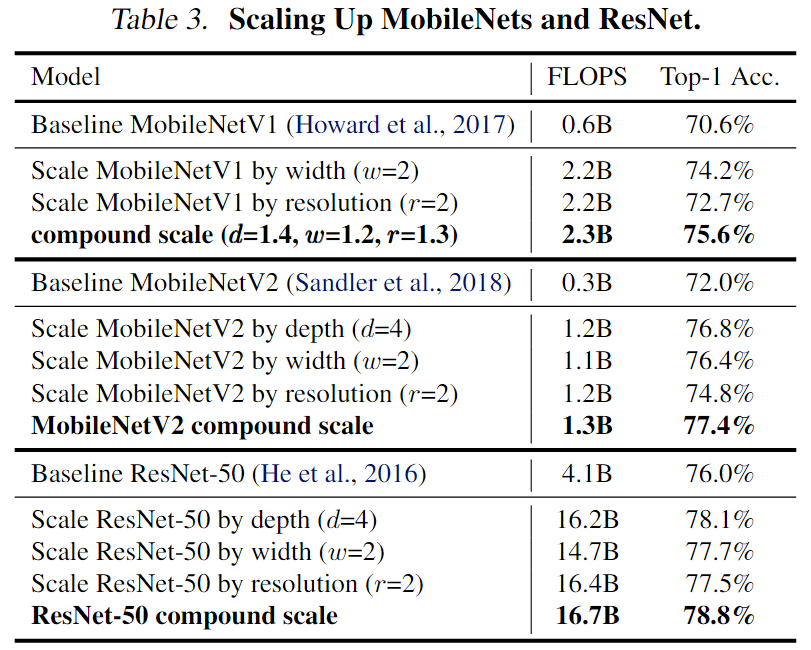 Table 3. Scaling Up MobileNets and ResNet.
Model FLOPS Top-1 Acc.
Baseline MobileNetV1 (Howard et al., 2017) 0.6B 70.6%
Scale MobileNetV1 by width (w=2) 2.2B 74.2%
Scale MobileNetV1 by resolution (r=2) 2.2B 72.7%
compound scale (d=1.4, w=1.2, r=1.3) 2.3B 75.6%
Baseline MobileNetV2 (Sandler et al., 2018) 0.3B 72.0%
Scale MobileNetV2 by depth (d=4) 1.2B 76.8%
Scale MobileNetV2 by width (w=2) 1.1B 76.4%
Scale MobileNetV2 by resolution (r=2) 1.2B 74.8%
MobileNetV2 compound scale 1.3B 77.4%
Baseline ResNet-50 (He et al., 2016) 4.1B 76.0%
Scale ResNet-50 by depth (d=4) 16.2B 78.1%
Scale ResNet-50 by width (w=2) 14.7B 77.7%
Scale ResNet-50 by resolution (r=2) 16.4B 77.5%
ResNet-50 compound scale 16.7B 78.8%